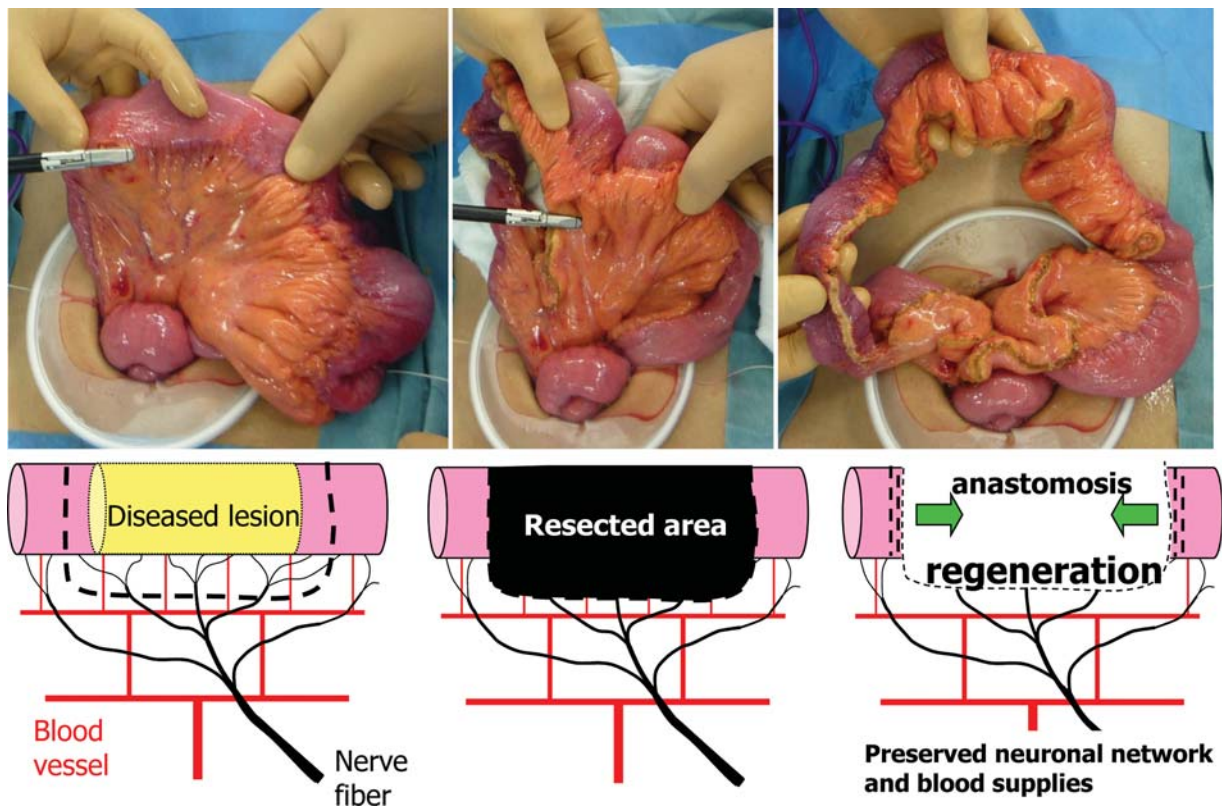 Diseased lesion
Blood
vessel
Nerve
fiber
Resected area
anastomosis
regeneration
Preserved neuronal network
and blood supplies